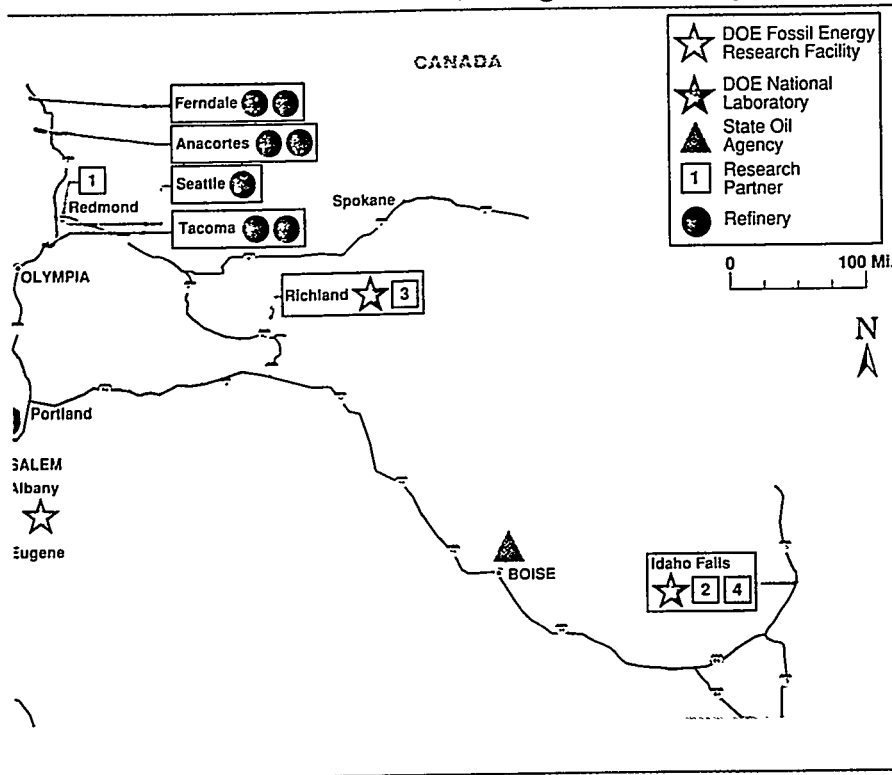 CANADA
DOE Fossil Energy
Research Facility
DOE National
Laboratory
State Oil
Agency
1
Research
Partner
Refinery
0 100 Mi.
N
Ferndale
Anacortes
Seattle
1
Redmond
Tacoma
Spokane
OLYMPIA
Richland 3
Portland
SALEM
Albany
Eugene
BOISE
Idaho Falls
2 4